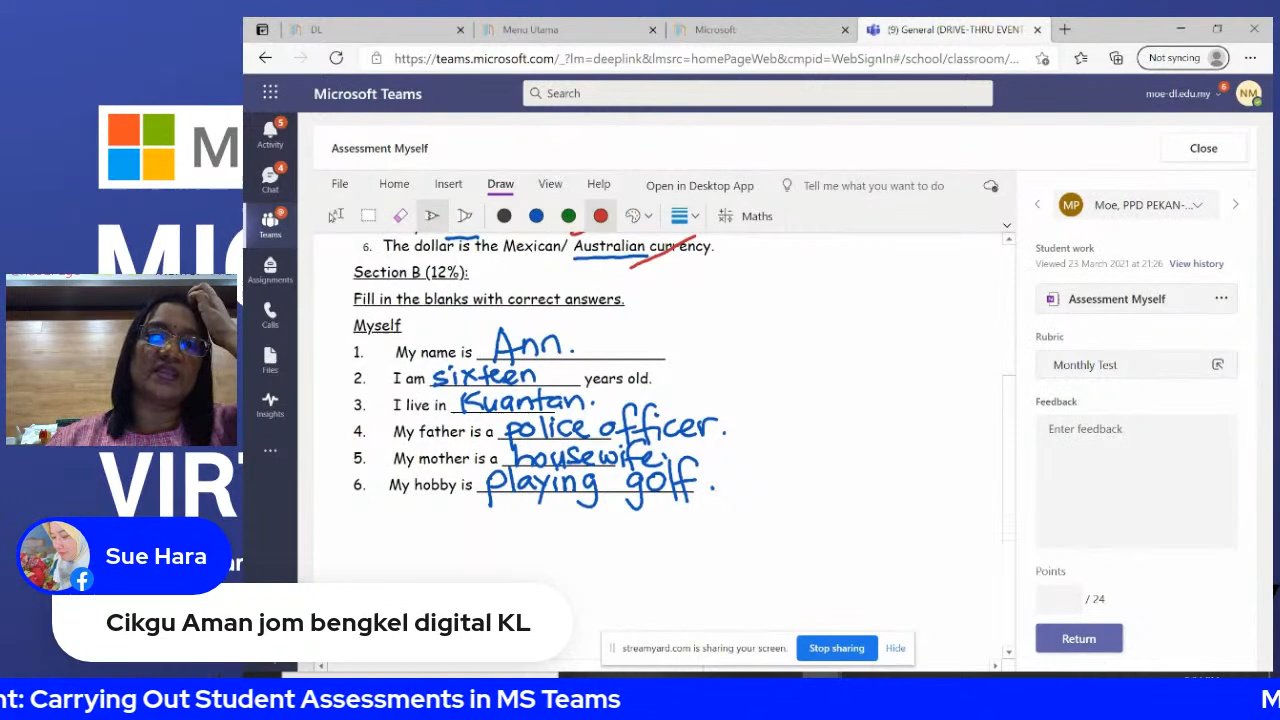 DL
Menu Utama
Microsoft
(9) General (DRIVE-THRU EVENT
https://teams.microsoft.com/_?lm=deeplink&lmsrc=homePageWeb&cmpid=WebSignIn#/school/classroom/...
Not syncing
Microsoft Teams
Search
moe-dl.edu.my
6
NM
5
Activity
4
Chat
Teams
Assignments
Calls
Files
Insights
Assessment Myself
Close
File Home Insert Draw View Help Open in Desktop App Tell me what you want to do
Maths
6. The dollar is the Mexican/ Australian currency.
Section B (12%):
Fill in the blanks with correct answers.
Myself
1. My name is Ann.
2. I am sixteen years old.
3. I live in Kuantan.
4. My father is a police officer.
5. My mother is a housewife.
6. My hobby is playing golf.
MP Moe, PPD PEKAN-...
Student work
Viewed 23 March 2021 at 21:26 View history
Assessment Myself
Rubric
Monthly Test
Feedback
Enter feedback
Points
/ 24
Return
streamyard.com is sharing your screen. Stop sharing Hide
M
VIRT
Sue Hara
Cikgu Aman jom bengkel digital KL
nt: Carrying Out Student Assessments in MS Teams
M